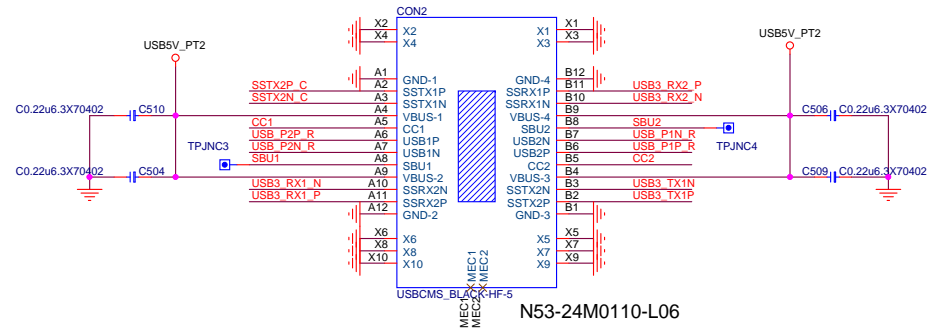 CON2
X2 X2 X1 X1
X4 X4 X3 X3
USB5V_PT2 USB5V_PT2
A1 GND-1 GND-4 B12
SSTX2P_C A2 SSTX1P SSRX1P B11 USB3_RX2_P
SSTX2N_C A3 SSTX1N SSRX1N B10 USB3_RX2_N
C0.22u6.3X70402 C510 A4 VBUS-1 VBUS-4 B9 C506 C0.22u6.3X70402
CC1 A5 CC1 SBU2 B8 SBU2
USB_P2P_R A6 USB1P USB2N B7 USB_P1N_R
TPJNC3 TPJNC4
USB_P2N_R A7 USB1N USB2P B6 USB_P1P_R
SBU1 A8 SBU1 CC2 B5 CC2
C0.22u6.3X70402 C504 A9 VBUS-2 VBUS-3 B4 C509 C0.22u6.3X70402
USB3_RX1_N A10 SSRX2N SSTX2N B3 USB3_TX1N
USB3_RX1_P A11 SSRX2P SSTX2P B2 USB3_TX1P
A12 GND-2 GND-3 B1
X6 X6 X5 X5
X8 X8 X7 X7
X10 X10 X9 X9
MEC1
MEC2
USBCMS_BLACK-HF-5
MEC1
MEC2
N53-24M0110-L06